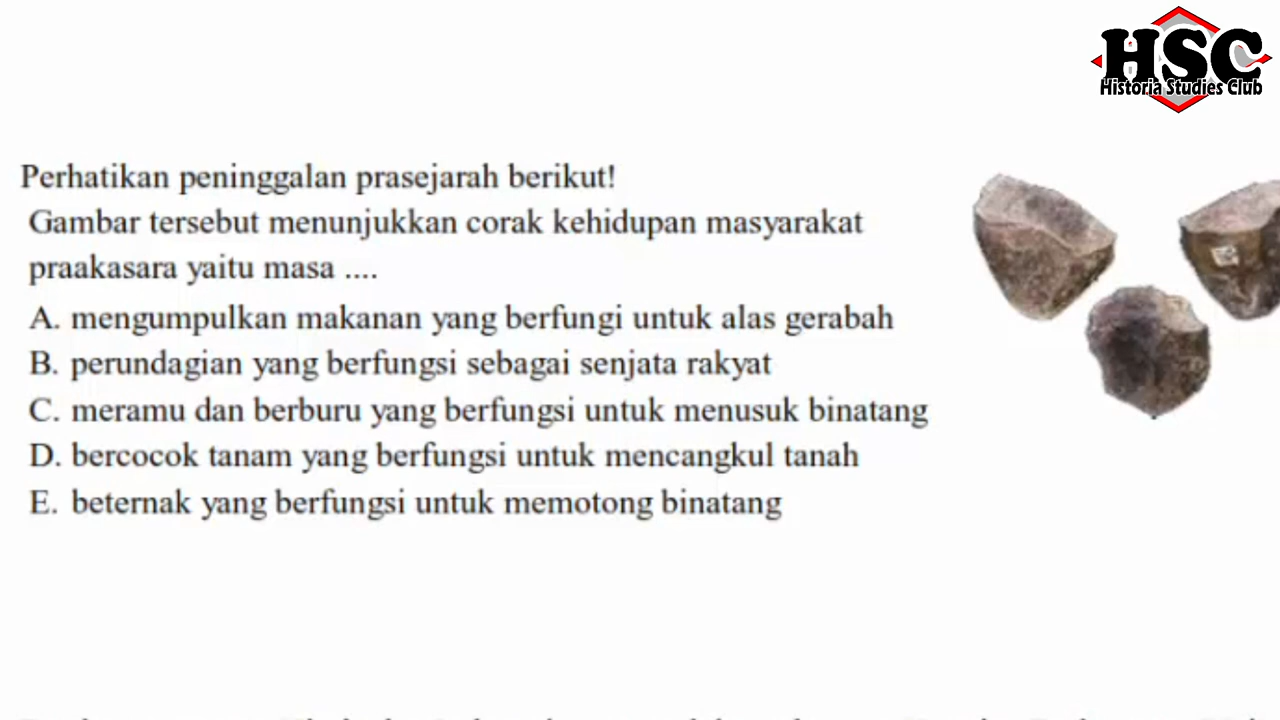 HSC
Historia Studies Club
Perhatikan peninggalan prasejarah berikut!
Gambar tersebut menunjukkan corak kehidupan masyarakat
praakasara yaitu masa ....
A. mengumpulkan makanan yang berfungi untuk alas gerabah
B. perundagian yang berfungsi sebagai senjata rakyat
C. meramu dan berburu yang berfungsi untuk menusuk binatang
D. bercocok tanam yang berfungsi untuk mencangkul tanah
E. beternak yang berfungsi untuk memotong binatang